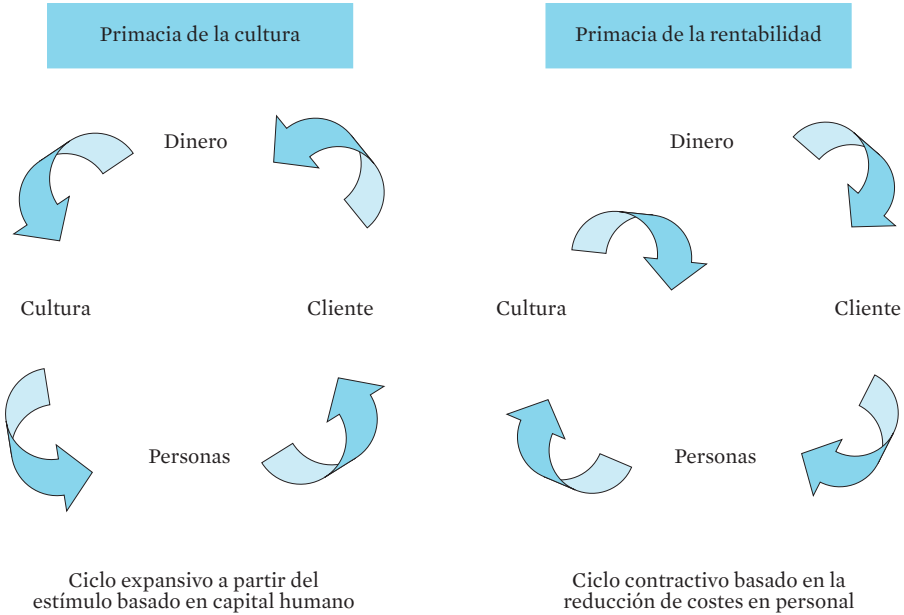 Primacia de la cultura
Primacia de la rentabilidad
Dinero
Cultura
Cliente
Personas
Ciclo expansivo a partir del
estímulo basado en capital humano
Dinero
Cultura
Cliente
Personas
Ciclo contractivo basado en la
reducción de costes en personal